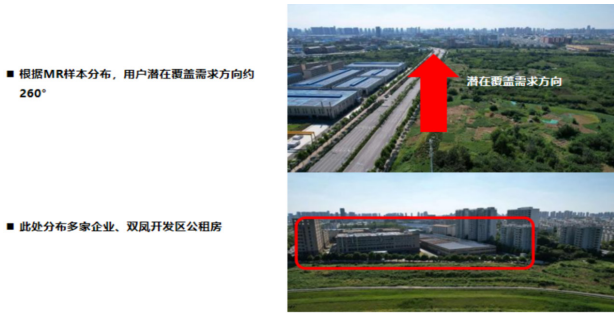 ■ 根据MR样本分布，用户潜在覆盖需求方向约
260°
潜在覆盖需求方向
■ 此处分布多家企业、双凤开发区公租房